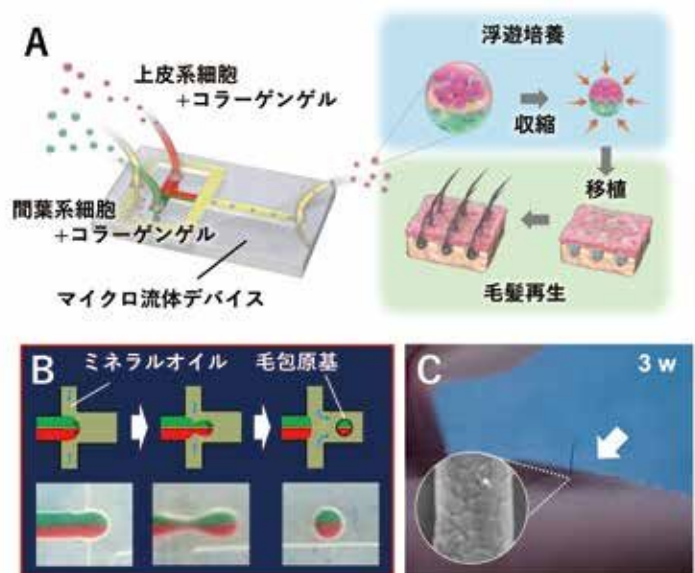 A
上皮系細胞
+コラーゲンゲル
間葉系細胞
+コラーゲンゲル
マイクロ流体デバイス
浮遊培養
収縮
移植
毛髪再生
B
ミネラルオイル
毛包原基
C
3 w